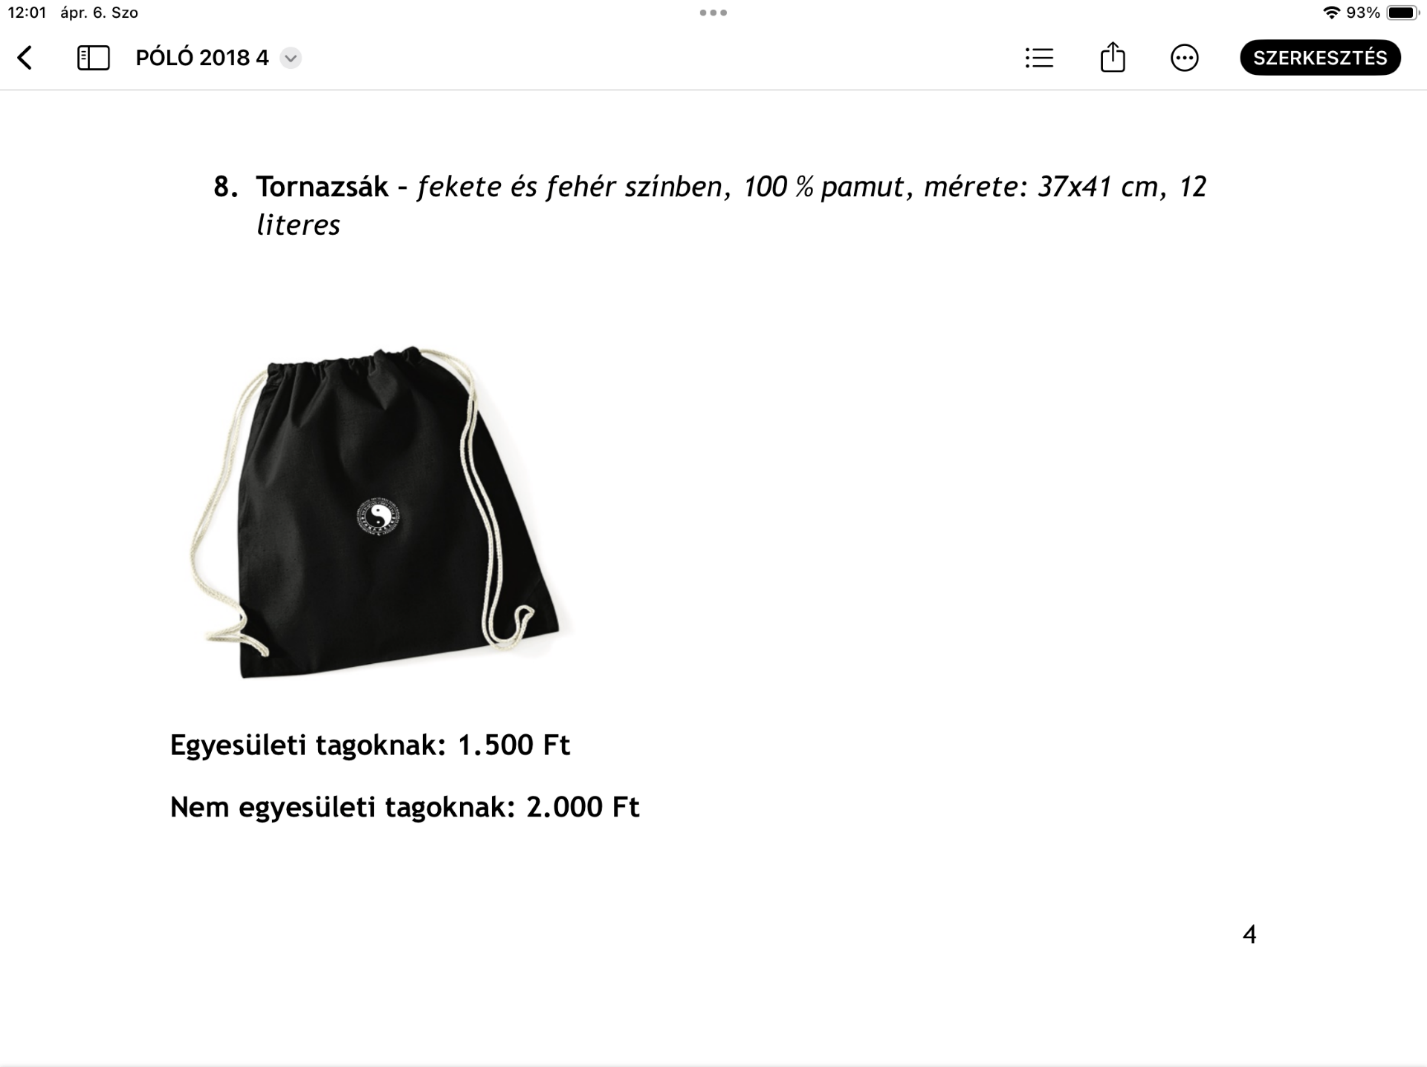 12:01 ápr. 6. Szo
93%
PÓLÓ 2018 4
SZERKESZTÉS
8. Tornazsák - fekete és fehér színben, 100 % pamut, mérete: 37x41 cm, 12
literes
Egyesületi tagoknak: 1.500 Ft
Nem egyesületi tagoknak: 2.000 Ft
4